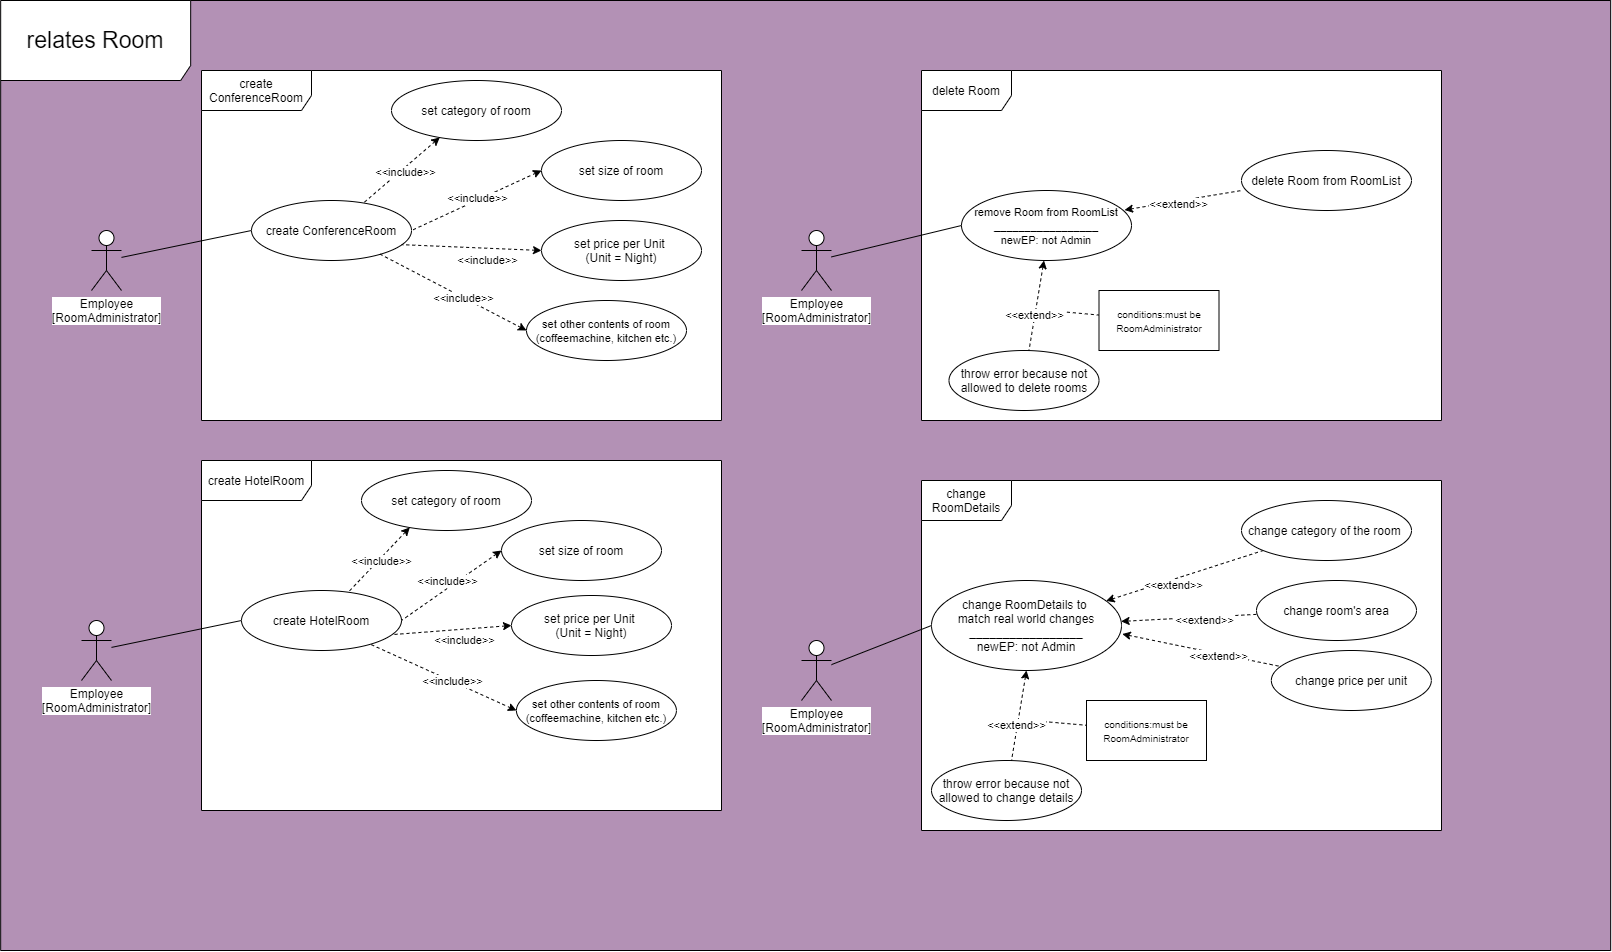 relates Room
create
ConferenceRoom
set category of room
<<include>>
set size of room
<<include>>
create ConferenceRoom
set price per Unit
(Unit = Night)
<<include>>
<<include>>
set other contents of room
(coffeemachine, kitchen etc.)
Employee
[RoomAdministrator]
delete Room
delete Room from RoomList
<<extend>>
remove Room from RoomList
__________________
newEP: not Admin
<<extend>>
conditions:must be
RoomAdministrator
throw error because not
allowed to delete rooms
Employee
[RoomAdministrator]
create HotelRoom
set category of room
<<include>>
set size of room
<<include>>
create HotelRoom
set price per Unit
(Unit = Night)
<<include>>
<<include>>
set other contents of room
(coffeemachine, kitchen etc.)
Employee
[RoomAdministrator]
change
RoomDetails
change category of the room
<<extend>>
change RoomDetails to
match real world changes
__________________
newEP: not Admin
change room's area
<<extend>>
<<extend>>
change price per unit
<<extend>>
conditions:must be
RoomAdministrator
throw error because not
allowed to change details
Employee
[RoomAdministrator]